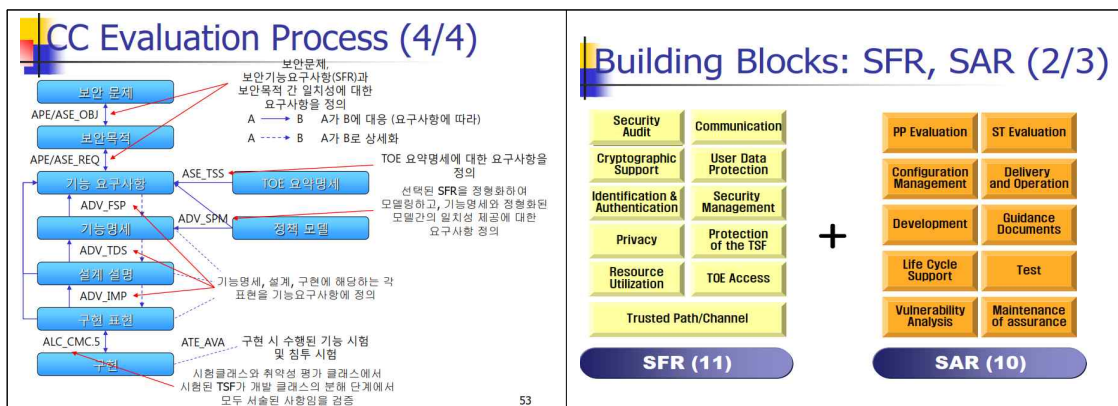 CC Evaluation Process (4/4)
보안문제,
보안기능요구사항(SFR)과
보안목적 간 일치성에 대한
요구사항을 정의
보안 문제
APE/ASE_OBJ
A → B A가 B에 대응 (요구사항에 따라)
보안목적
A ----> B A가 B로 상세화
APE/ASE_REQ
TOE 요약명세에 대한 요구사항을
정의
ASE_TSS
기능 요구사항
TOE 요약명세
선택된 SFR을 정형화하여
모델링하고, 기능명세와 정형화된
모델간의 일치성 제공에 대한
요구사항 정의
ADV_FSP
ADV_SPM
기능명세
정책 모델
ADV_TDS
설계 설명
기능명세, 설계, 구현에 해당하는 각
표현을 기능요구사항에 정의
ADV_IMP
구현 표현
ALC_CMC.5
ATE_AVA
구현 시 수행된 기능 시험
및 침투 시험
구현
시험클래스와 취약성 평가 클래스에서
시험된 TSF가 개발 클래스의 분해 단계에서
모두 서술된 사항임을 검증
53
Building Blocks: SFR, SAR (2/3)
Security
Audit
Communication
Cryptographic
Support
User Data
Protection
Identification &
Authentication
Security
Management
Privacy
Protection
of the TSF
Resource
Utilization
TOE Access
Trusted Path/Channel
SFR (11)
+
PP Evaluation
ST Evaluation
Configuration
Management
Delivery
and Operation
Development
Guidance
Documents
Life Cycle
Support
Test
Vulnerability
Analysis
Maintenance
of assurance
SAR (10)